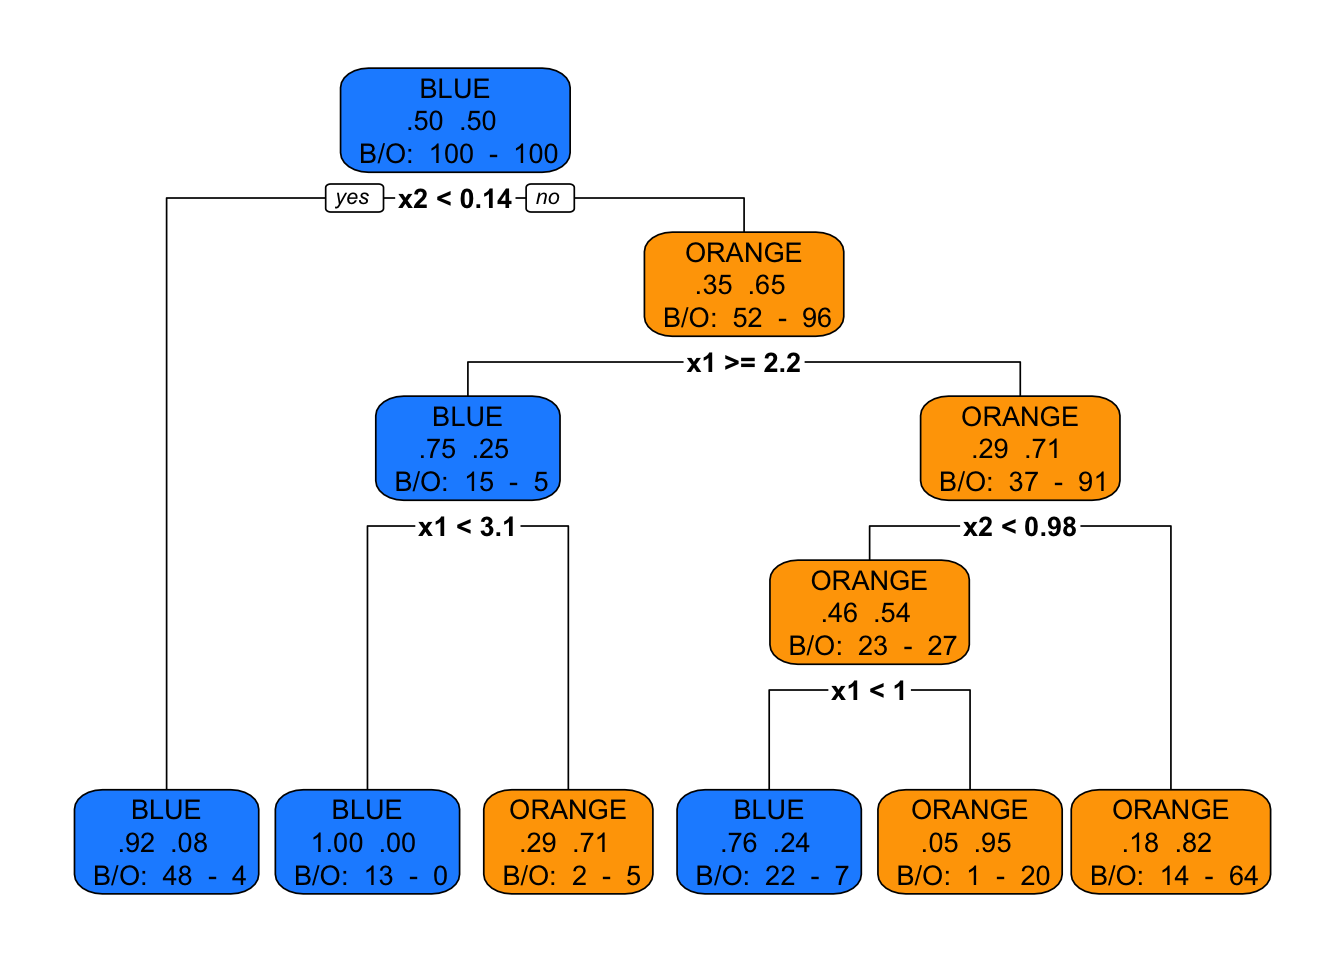 BLUE
.50 .50
B/O: 100 - 100
yes x2 < 0.14 no
ORANGE
.35 .65
B/O: 52 - 96
x1 >= 2.2
BLUE
.75 .25
B/O: 15 - 5
ORANGE
.29 .71
B/O: 37 - 91
x1 < 3.1
x2 < 0.98
ORANGE
.46 .54
B/O: 23 - 27
x1 < 1
BLUE
.92 .08
B/O: 48 - 4
BLUE
1.00 .00
B/O: 13 - 0
ORANGE
.29 .71
B/O: 2 - 5
BLUE
.76 .24
B/O: 22 - 7
ORANGE
.05 .95
B/O: 1 - 20
ORANGE
.18 .82
B/O: 14 - 64